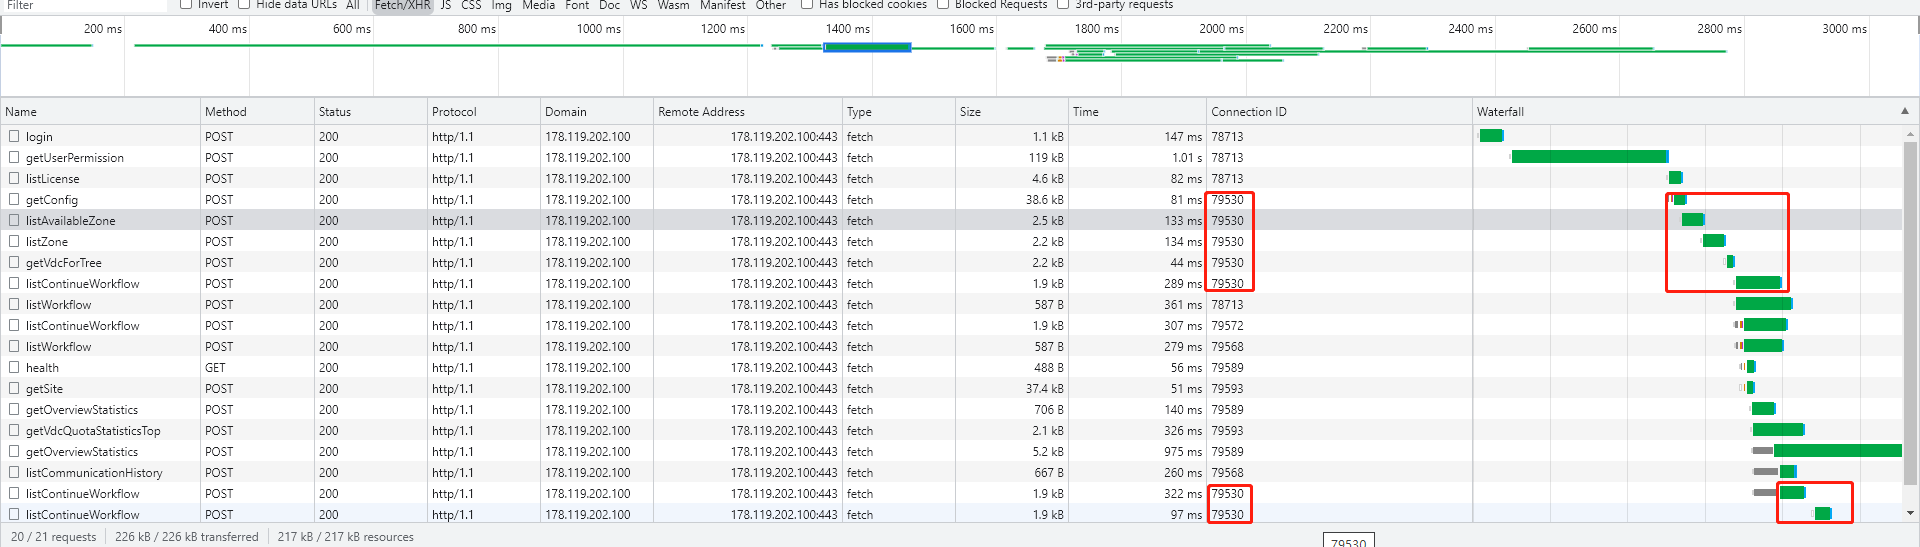 Filter Invert Hide data URLs All Fetch/XHR JS CSS Img Media Font Doc WS Wasm Manifest Other Has blocked cookies Blocked Requests 3rd-party requests
200 ms 400 ms 600 ms 800 ms 1000 ms 1200 ms 1400 ms 1600 ms 1800 ms 2000 ms 2200 ms 2400 ms 2600 ms 2800 ms 3000 ms
Name Method Status Protocol Domain Remote Address Type Size Time Connection ID Waterfall
login POST 200 http/1.1 178.119.202.100 178.119.202.100:443 fetch 1.1 kB 147 ms 78713
getUserPermission POST 200 http/1.1 178.119.202.100 178.119.202.100:443 fetch 119 kB 1.01 s 78713
listLicense POST 200 http/1.1 178.119.202.100 178.119.202.100:443 fetch 4.6 kB 82 ms 78713
getConfig POST 200 http/1.1 178.119.202.100 178.119.202.100:443 fetch 38.6 kB 81 ms 79530
listAvailableZone POST 200 http/1.1 178.119.202.100 178.119.202.100:443 fetch 2.5 kB 133 ms 79530
listZone POST 200 http/1.1 178.119.202.100 178.119.202.100:443 fetch 2.2 kB 134 ms 79530
getVdcForTree POST 200 http/1.1 178.119.202.100 178.119.202.100:443 fetch 2.2 kB 44 ms 79530
listContinueWorkflow POST 200 http/1.1 178.119.202.100 178.119.202.100:443 fetch 1.9 kB 289 ms 79530
listWorkflow POST 200 http/1.1 178.119.202.100 178.119.202.100:443 fetch 587 B 361 ms 78713
listContinueWorkflow POST 200 http/1.1 178.119.202.100 178.119.202.100:443 fetch 1.9 kB 307 ms 79572
listWorkflow POST 200 http/1.1 178.119.202.100 178.119.202.100:443 fetch 587 B 279 ms 79568
health GET 200 http/1.1 178.119.202.100 178.119.202.100:443 fetch 488 B 56 ms 79589
getSite POST 200 http/1.1 178.119.202.100 178.119.202.100:443 fetch 37.4 kB 51 ms 79593
getOverviewStatistics POST 200 http/1.1 178.119.202.100 178.119.202.100:443 fetch 706 B 140 ms 79589
getVdcQuotaStatisticsTop POST 200 http/1.1 178.119.202.100 178.119.202.100:443 fetch 2.1 kB 326 ms 79593
getOverviewStatistics POST 200 http/1.1 178.119.202.100 178.119.202.100:443 fetch 5.2 kB 975 ms 79589
listCommunicationHistory POST 200 http/1.1 178.119.202.100 178.119.202.100:443 fetch 667 B 260 ms 79568
listContinueWorkflow POST 200 http/1.1 178.119.202.100 178.119.202.100:443 fetch 1.9 kB 322 ms 79530
listContinueWorkflow POST 200 http/1.1 178.119.202.100 178.119.202.100:443 fetch 1.9 kB 97 ms 79530
20 / 21 requests 226 kB / 226 kB transferred 217 kB / 217 kB resources 79530